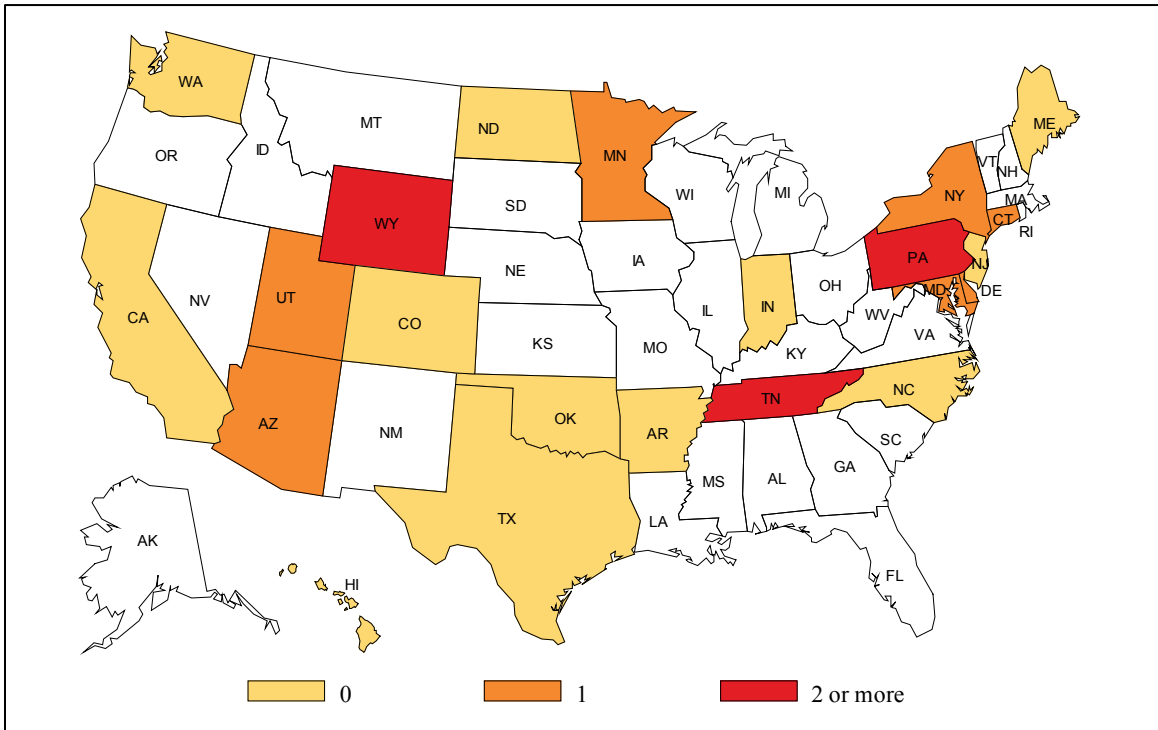 WA
MT
ND
ME
OR
ID
MN
VT
NH
WI
MI
NY
MA
SD
CT
RI
WY
PA
NJ
IA
NE
OH
MD
DE
NV
UT
IL
IN
WV
CA
CO
VA
KS
MO
KY
NC
TN
OK
AZ
NM
AR
SC
GA
MS
AL
TX
LA
AK
FL
HI
0
1
2 or more